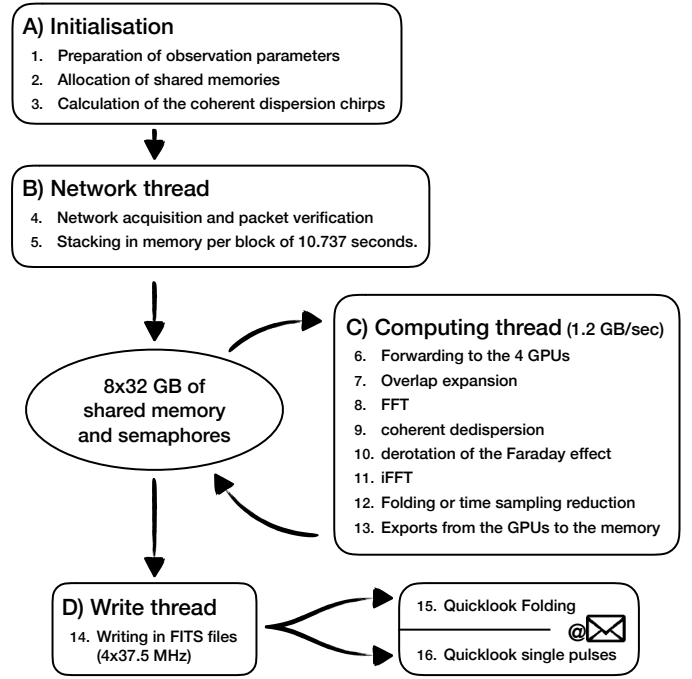 A) Initialisation
1. Preparation of observation parameters
2. Allocation of shared memories
3. Calculation of the coherent dispersion chirps
B) Network thread
4. Network acquisition and packet verification
5. Stacking in memory per block of 10.737 seconds.
8x32 GB of
shared memory
and semaphores
C) Computing thread (1.2 GB/sec)
6. Forwarding to the 4 GPUs
7. Overlap expansion
8. FFT
9. coherent dedispersion
10. derotation of the Faraday effect
11. iFFT
12. Folding or time sampling reduction
13. Exports from the GPUs to the memory
D) Write thread
14. Writing in FITS files
(4x37.5 MHz)
15. Quicklook Folding
@
16. Quicklook single pulses